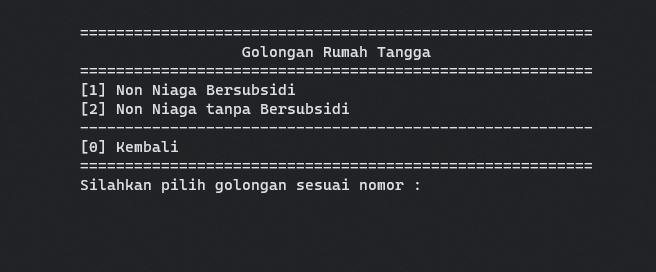 =========================================================
Golongan Rumah Tangga
=========================================================
[1] Non Niaga Bersubsidi
[2] Non Niaga tanpa Bersubsidi
---------------------------------------------------------
[0] Kembali
=========================================================
Silahkan pilih golongan sesuai nomor :